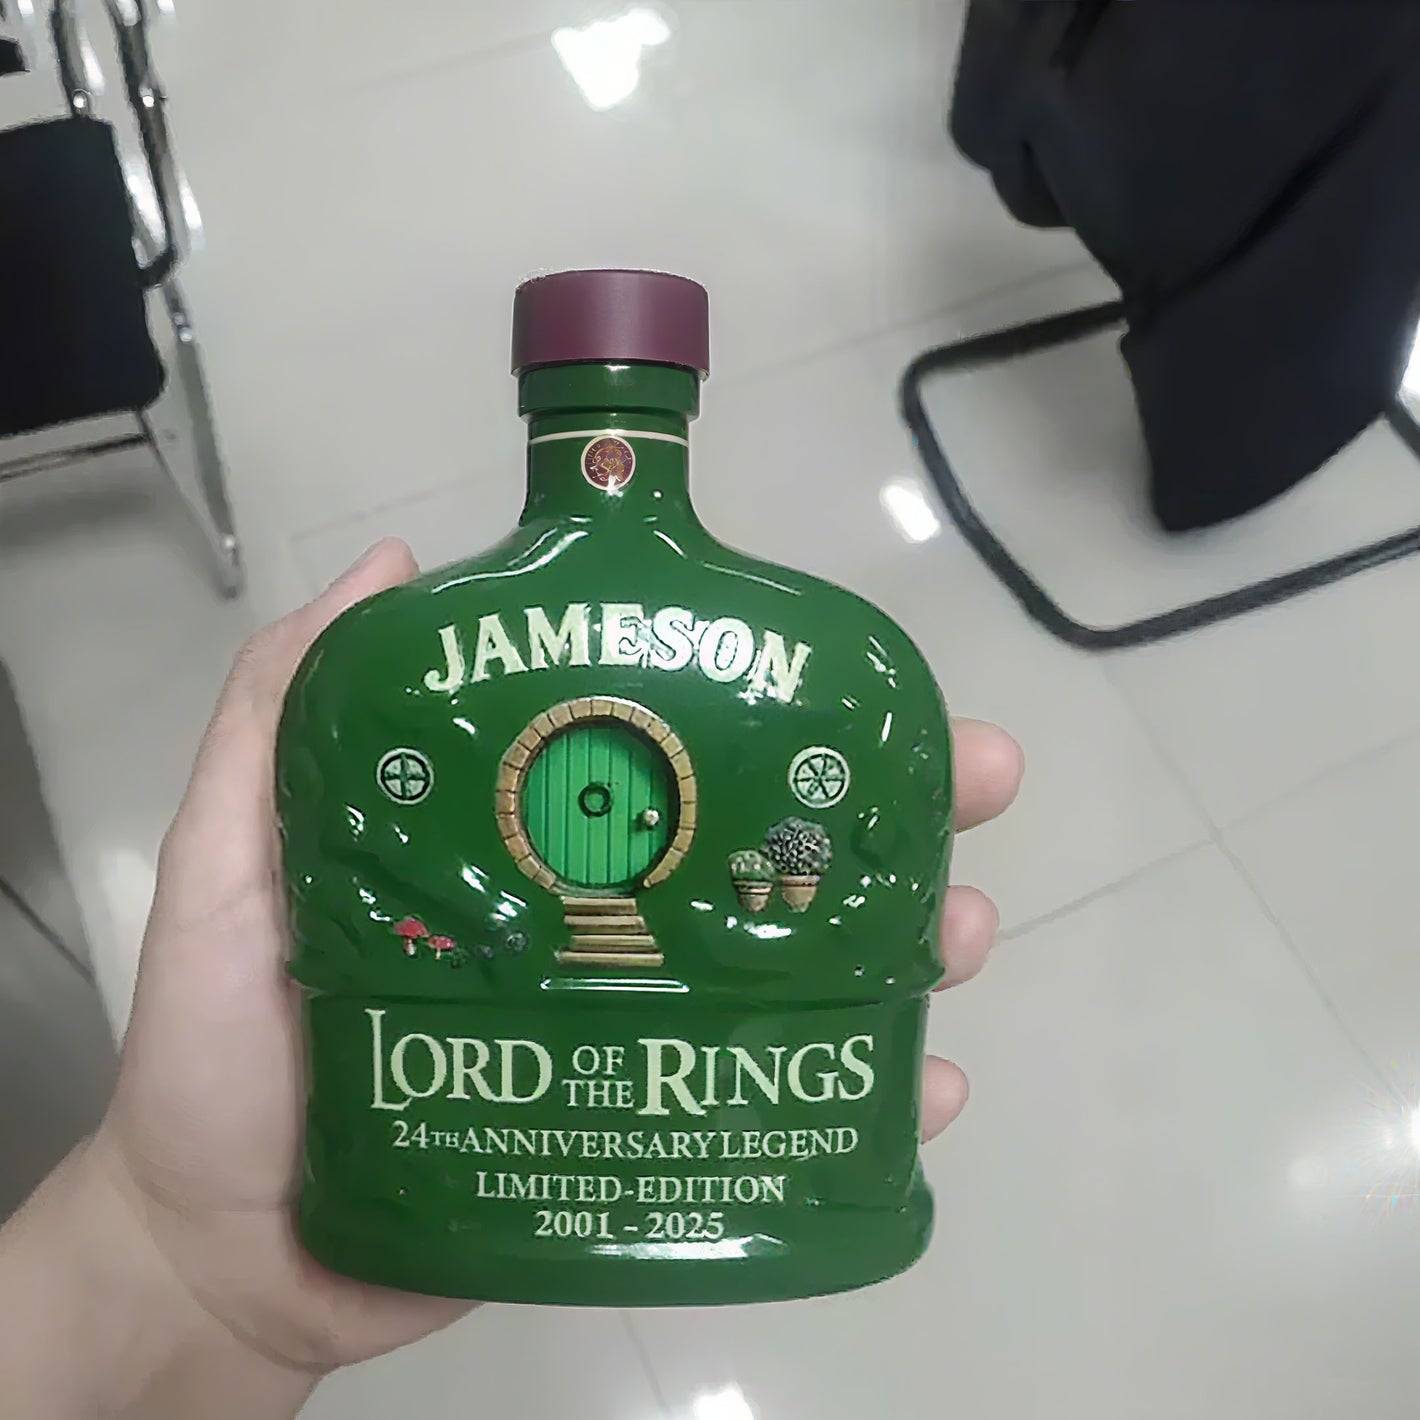 JAMESON
LORD OF THE RINGS
24TH ANNIVERSARY LEGEND
LIMITED-EDITION
2001 - 2025